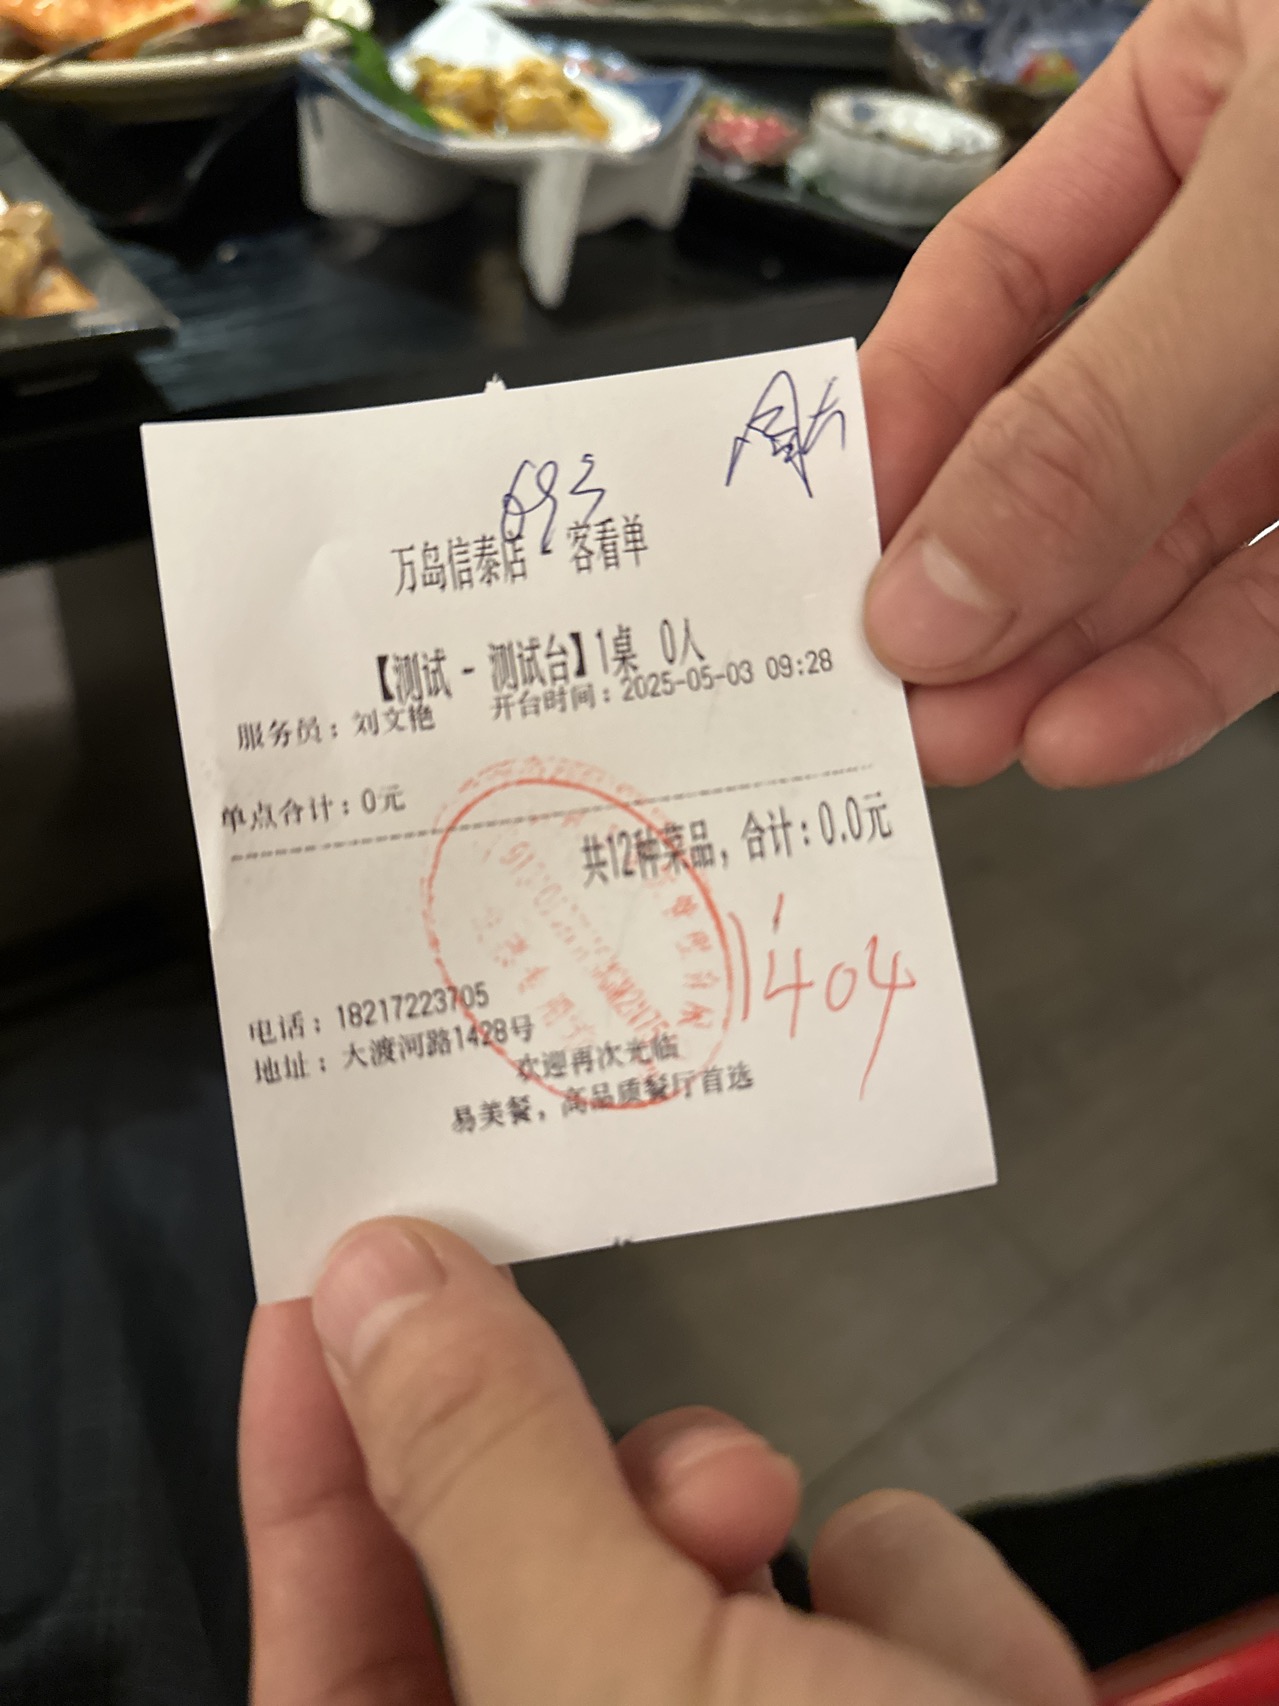 693
万岛信泰店 - 客看单
【测试 - 测试台】1桌 0人
服务员：刘文艳 开台时间：2025-05-03 09:28
单点合计：0元
共12种菜品，合计：0.0元
1404
电话：18217223705
地址：大渡河路1428号
欢迎再次光临
易美餐，高品质餐厅首选